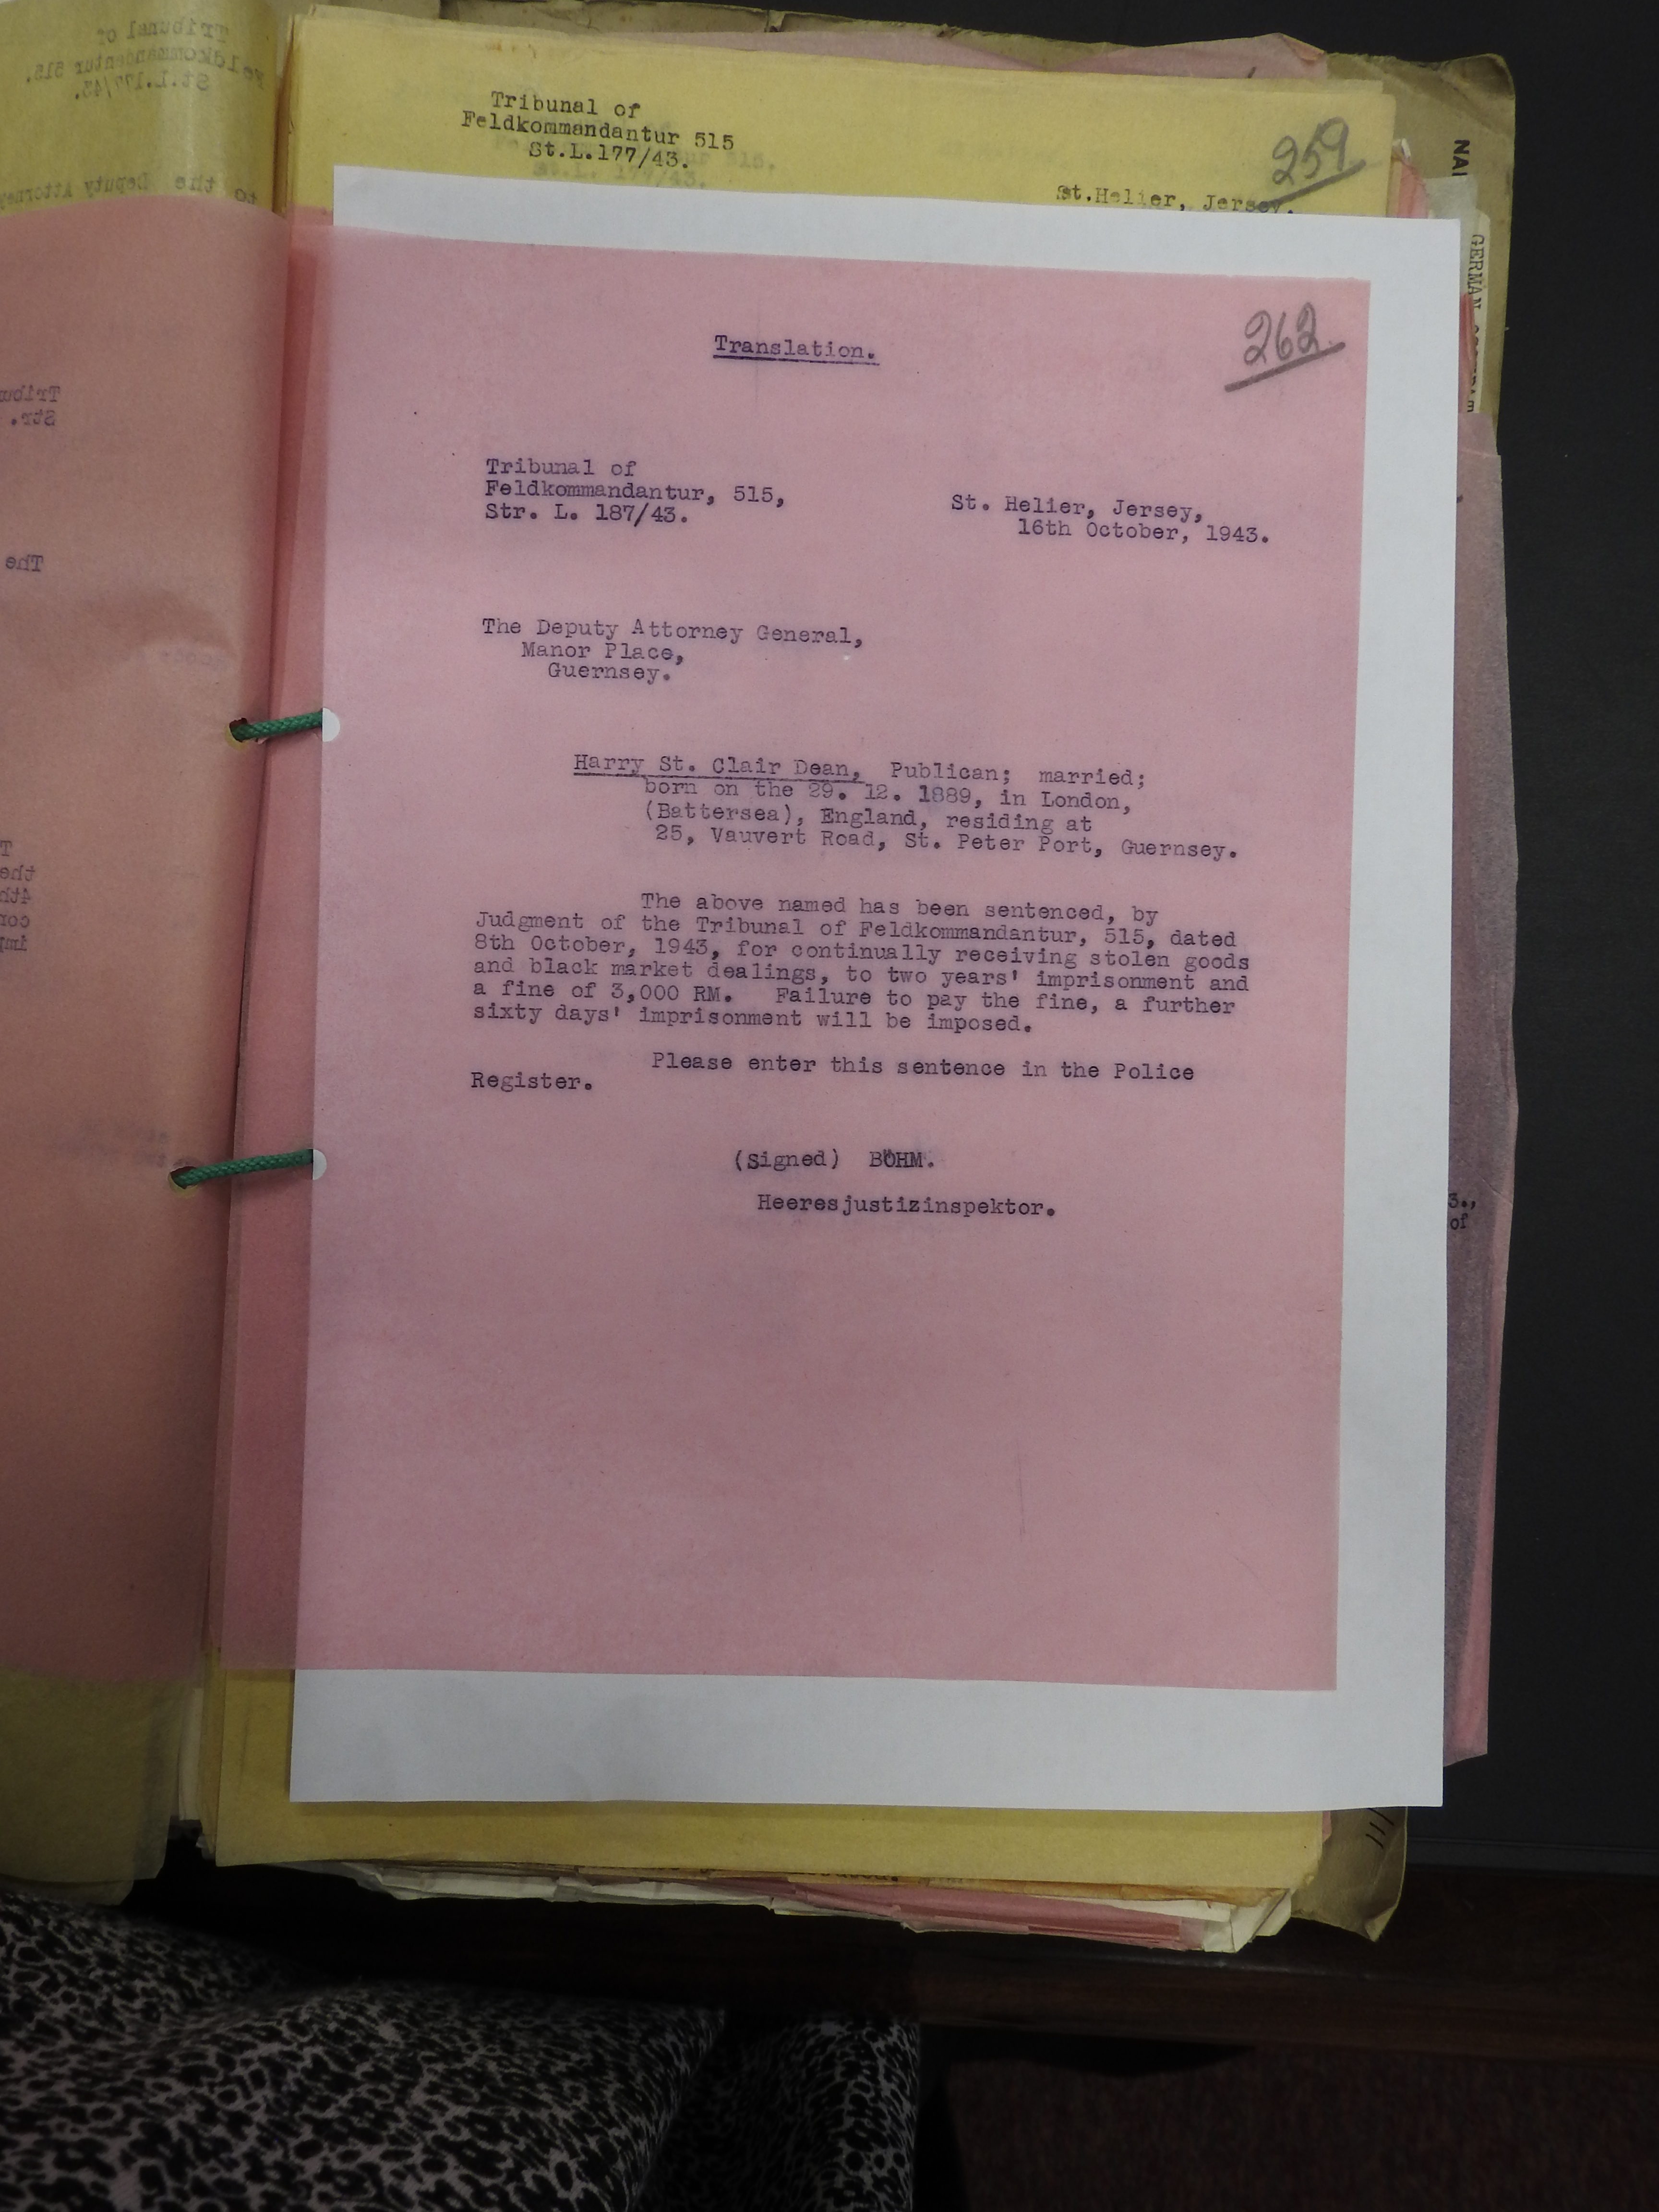 Tribunal of
Feldkommandantur 515
St.L.177/43.
259
St.Helier, Jersey.
262.
Translation.
Tribunal of
Feldkommandantur, 515,
Str. L. 187/43.
St. Helier, Jersey,
16th October, 1943.
The Deputy Attorney General,
Manor Place,
Guernsey.
Harry St. Clair Dean, Publican; married;
born on the 29. 12. 1889, in London,
(Battersea), England, residing at
25, Vauvert Road, St. Peter Port, Guernsey.
The above named has been sentenced, by
Judgment of the Tribunal of Feldkommandantur, 515, dated
8th October, 1943, for continually receiving stolen goods
and black market dealings, to two years' imprisonment and
a fine of 3,000 RM. Failure to pay the fine, a further
sixty days' imprisonment will be imposed.
Please enter this sentence in the Police
Register.
(Signed) BÖHM.
Heeresjustizinspektor.
GERMAN
3.,
of